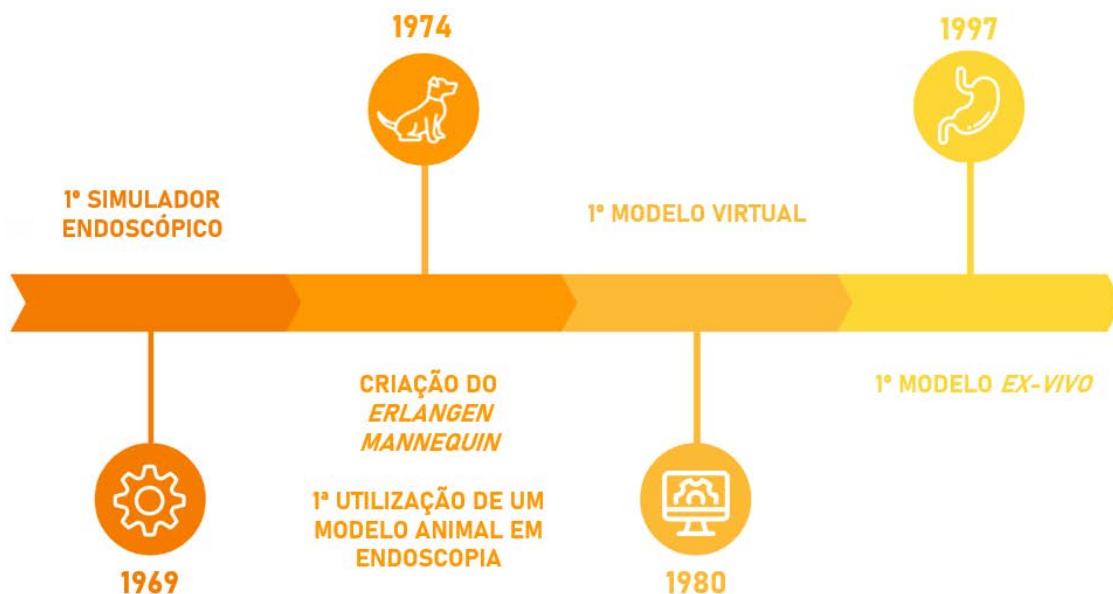 1974
1997
1º SIMULADOR
ENDOSCÓPICO
1º MODELO VIRTUAL
CRIAÇÃO DO
ERLANGEN
MANNEQUIN
1ª UTILIZAÇÃO DE UM
MODELO ANIMAL EM
ENDOSCOPIA
1º MODELO EX-VIVO
1969
1980